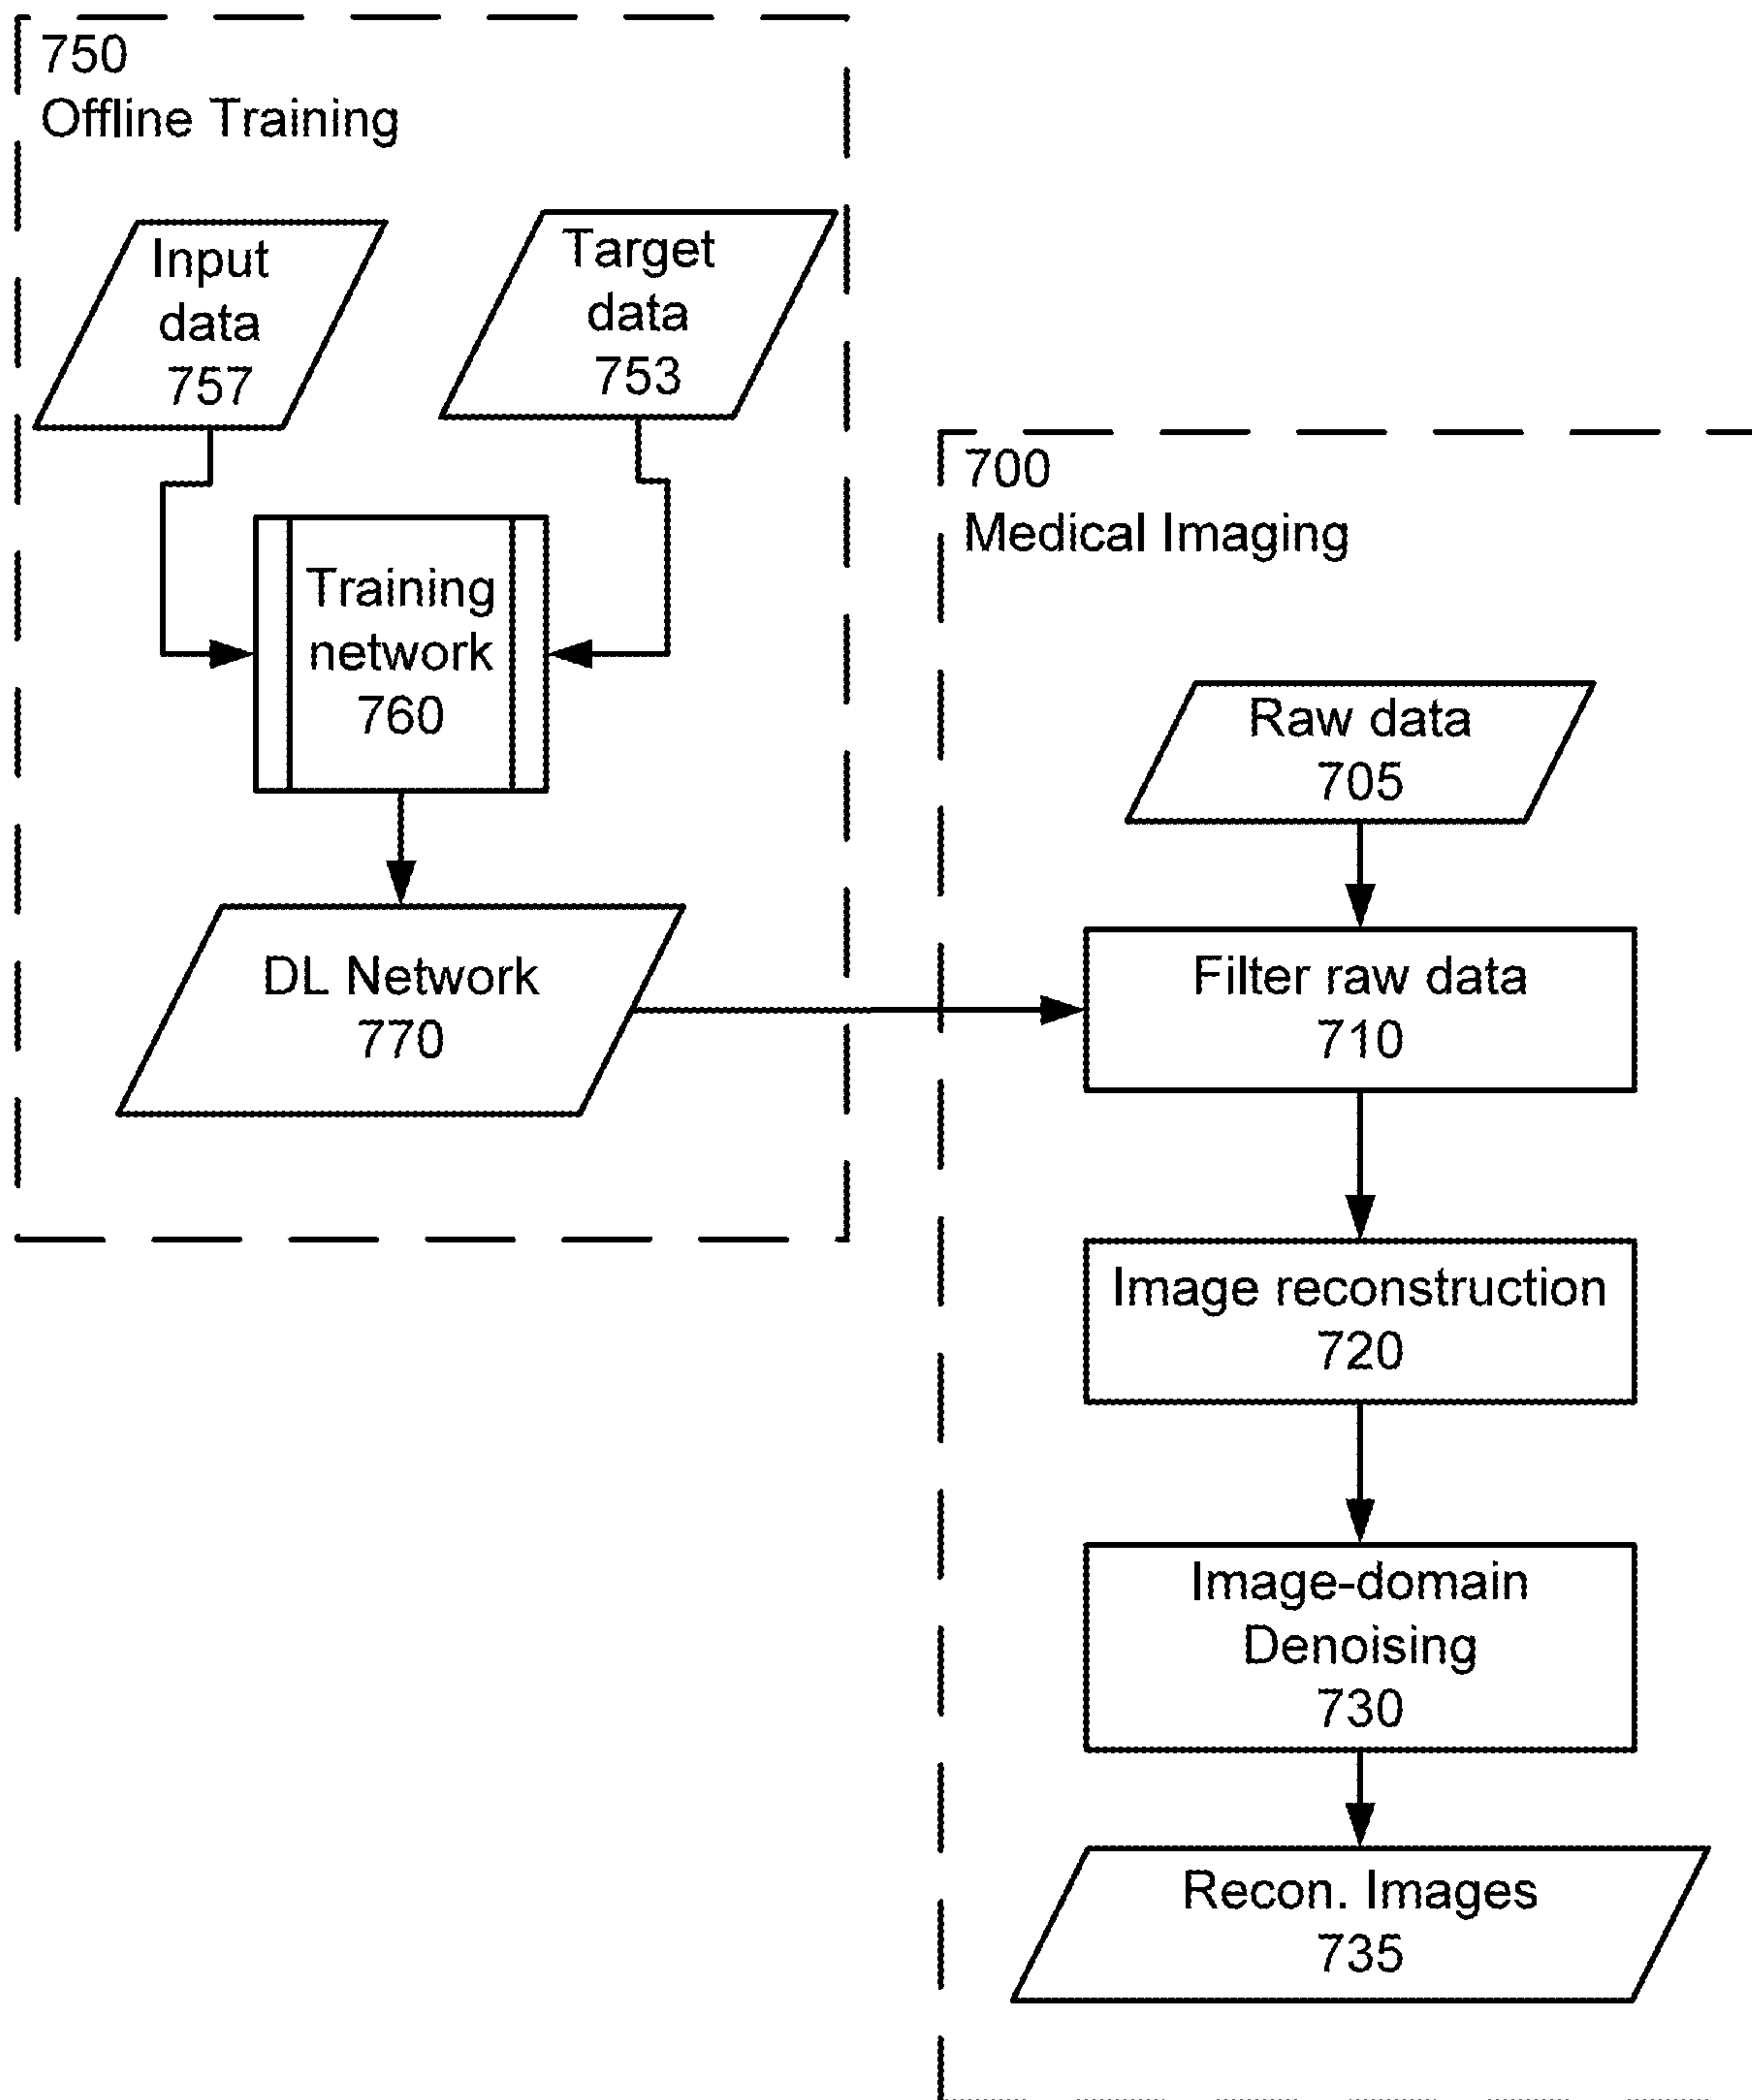 750
Offline Training
Input
data
757
Target
data
753
Training
network
760
DL Network
770
700
Medical Imaging
Raw data
705
Filter raw data
710
Image reconstruction
720
Image-domain
Denoising
730
Recon. Images
735